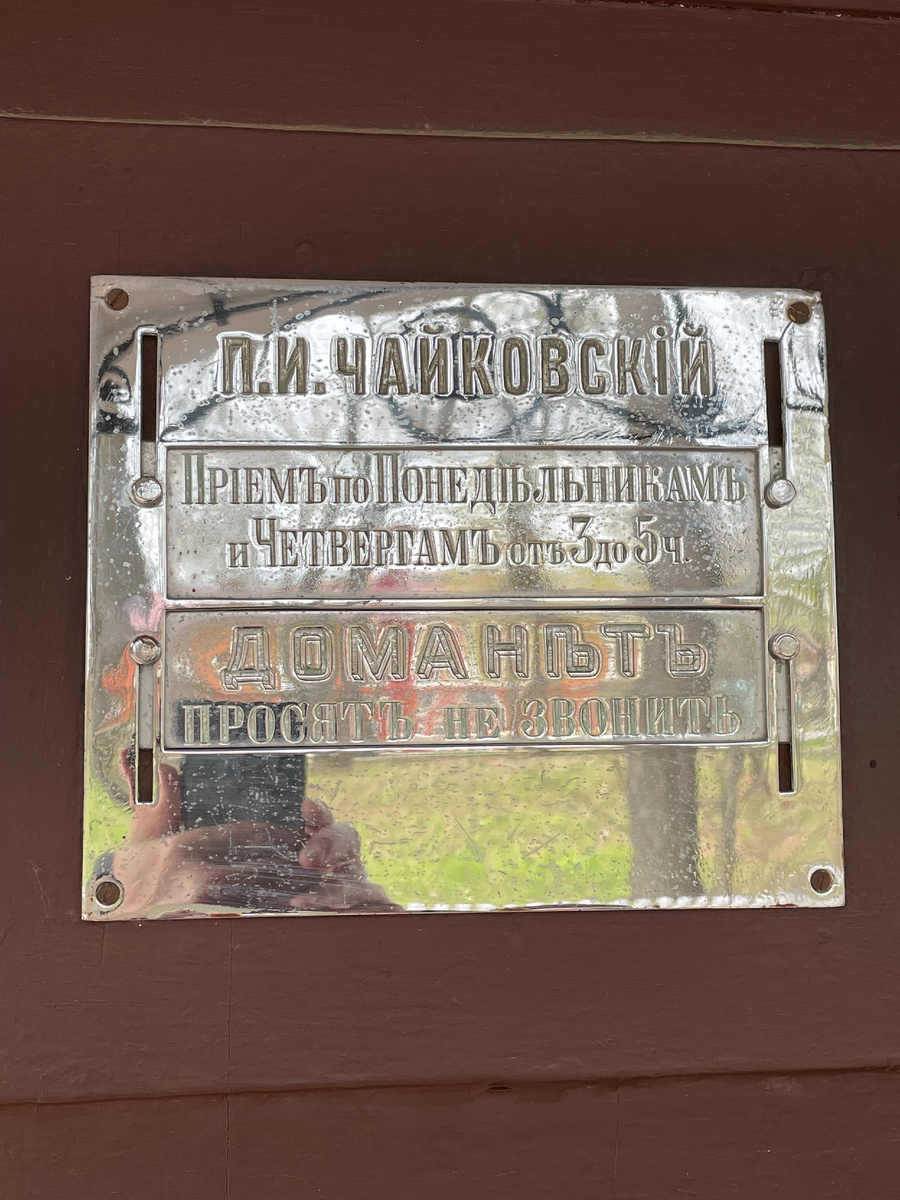 П.И.ЧАЙКОВСКІЙ
ПРІЕМЪ по ПОНЕДѢЛЬНИКАМЪ
и ЧЕТВЕРГАМЪ отъ 3 до 5 ч.
ДОМА НѢТЪ
ПРОСЯТЪ НЕ ЗВОНИТЬ